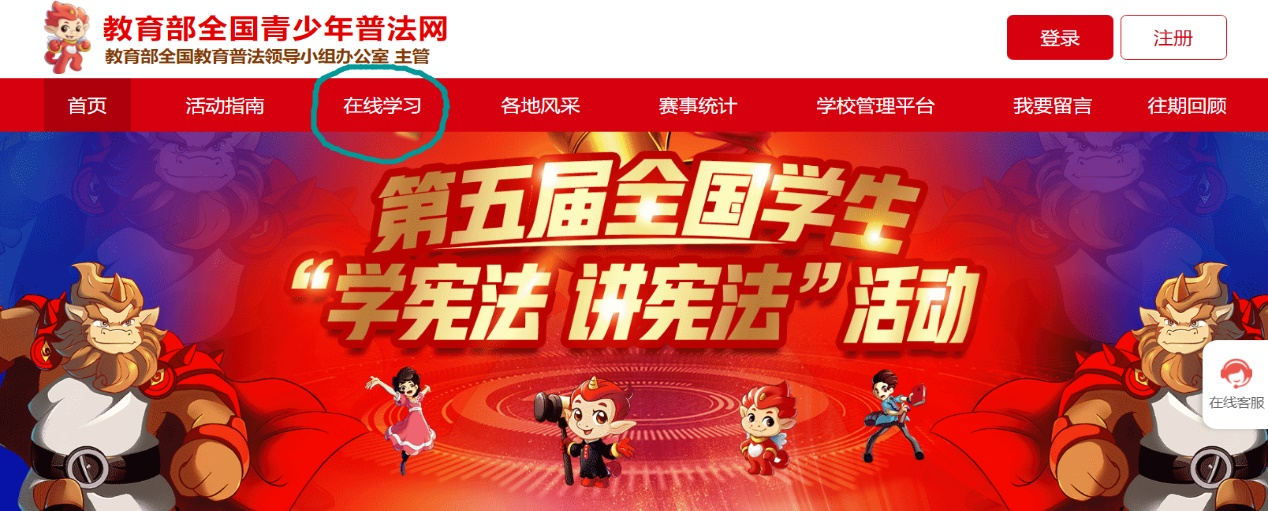 教育部全国青少年普法网
教育部全国教育普法领导小组办公室 主管
登录 注册
首页 活动指南 在线学习 各地风采 赛事统计 学校管理平台 我要留言 往期回顾
第五届全国学生
“学宪法 讲宪法”活动
在线客服